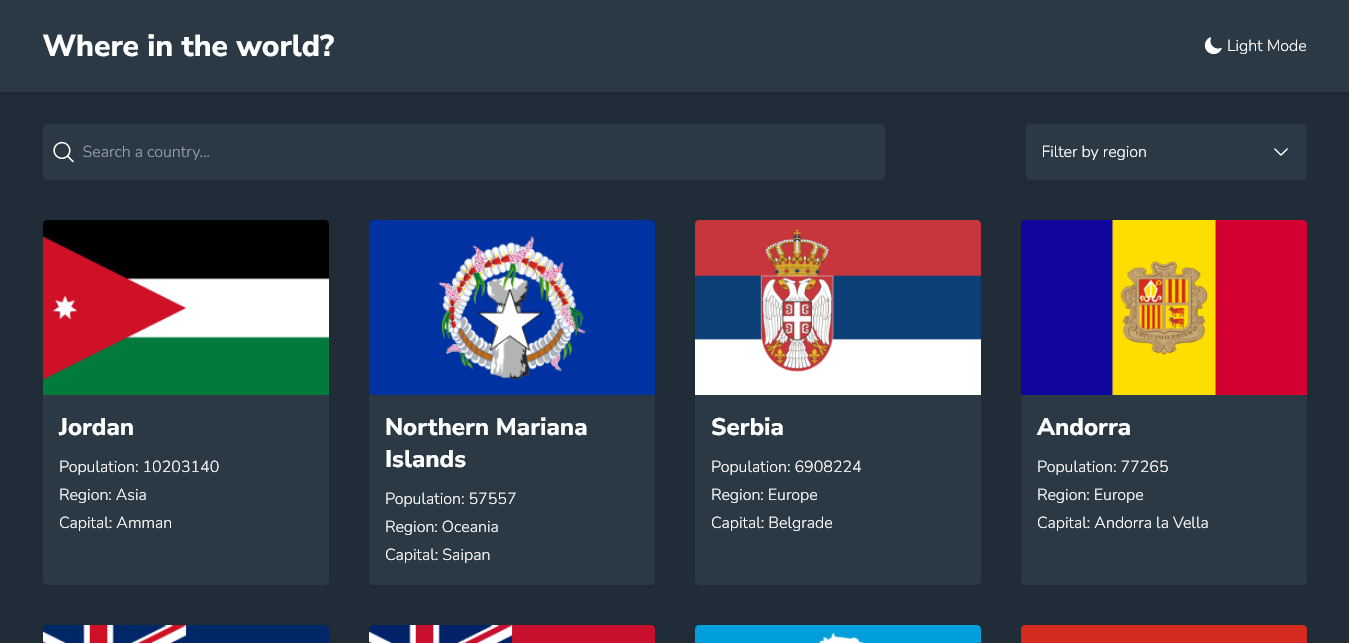 Where in the world?
Light Mode
Search a country...
Filter by region
Jordan
Population: 10203140
Region: Asia
Capital: Amman
Northern Mariana
Islands
Population: 57557
Region: Oceania
Capital: Saipan
Serbia
Population: 6908224
Region: Europe
Capital: Belgrade
Andorra
Population: 77265
Region: Europe
Capital: Andorra la Vella